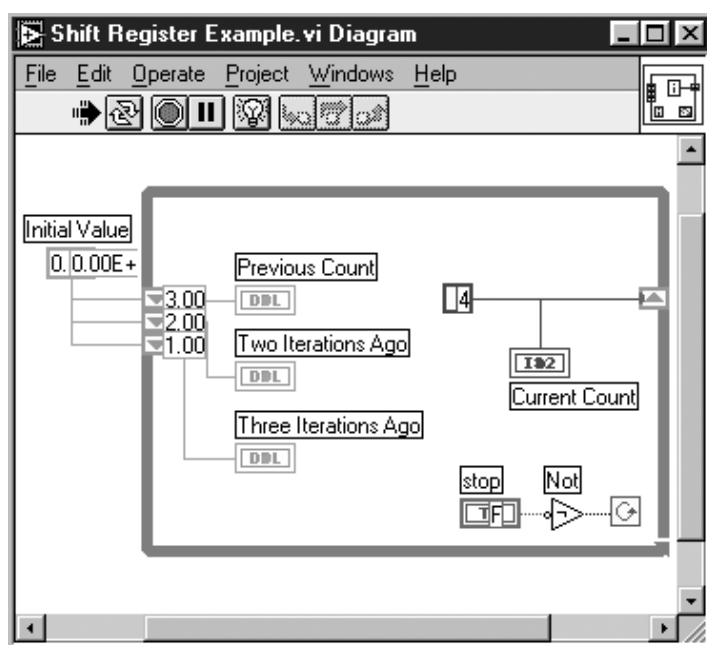 Shift Register Example.vi Diagram
File Edit Operate Project Windows Help
Initial Value
0. 0.00E+
Previous Count
3.00
DBL
4
2.00
1.00
Two Iterations Ago
DBL
I32
Current Count
Three Iterations Ago
DBL
stop
Not
TF